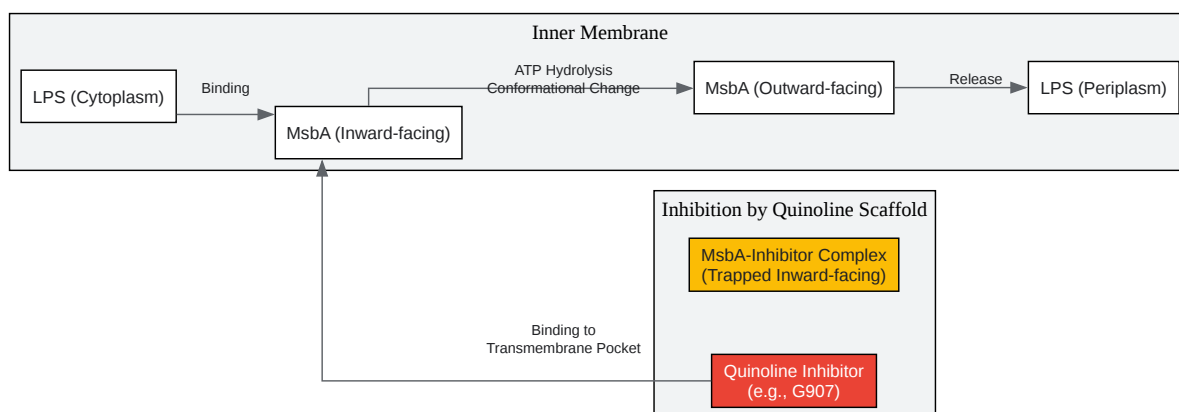 Inner Membrane
LPS (Cytoplasm)
Binding
MsbA (Inward-facing)
ATP Hydrolysis
Conformational Change
MsbA (Outward-facing)
Release
LPS (Periplasm)
Inhibition by Quinoline Scaffold
MsbA-Inhibitor Complex
(Trapped Inward-facing)
Binding to
Transmembrane Pocket
Quinoline Inhibitor
(e.g., G907)